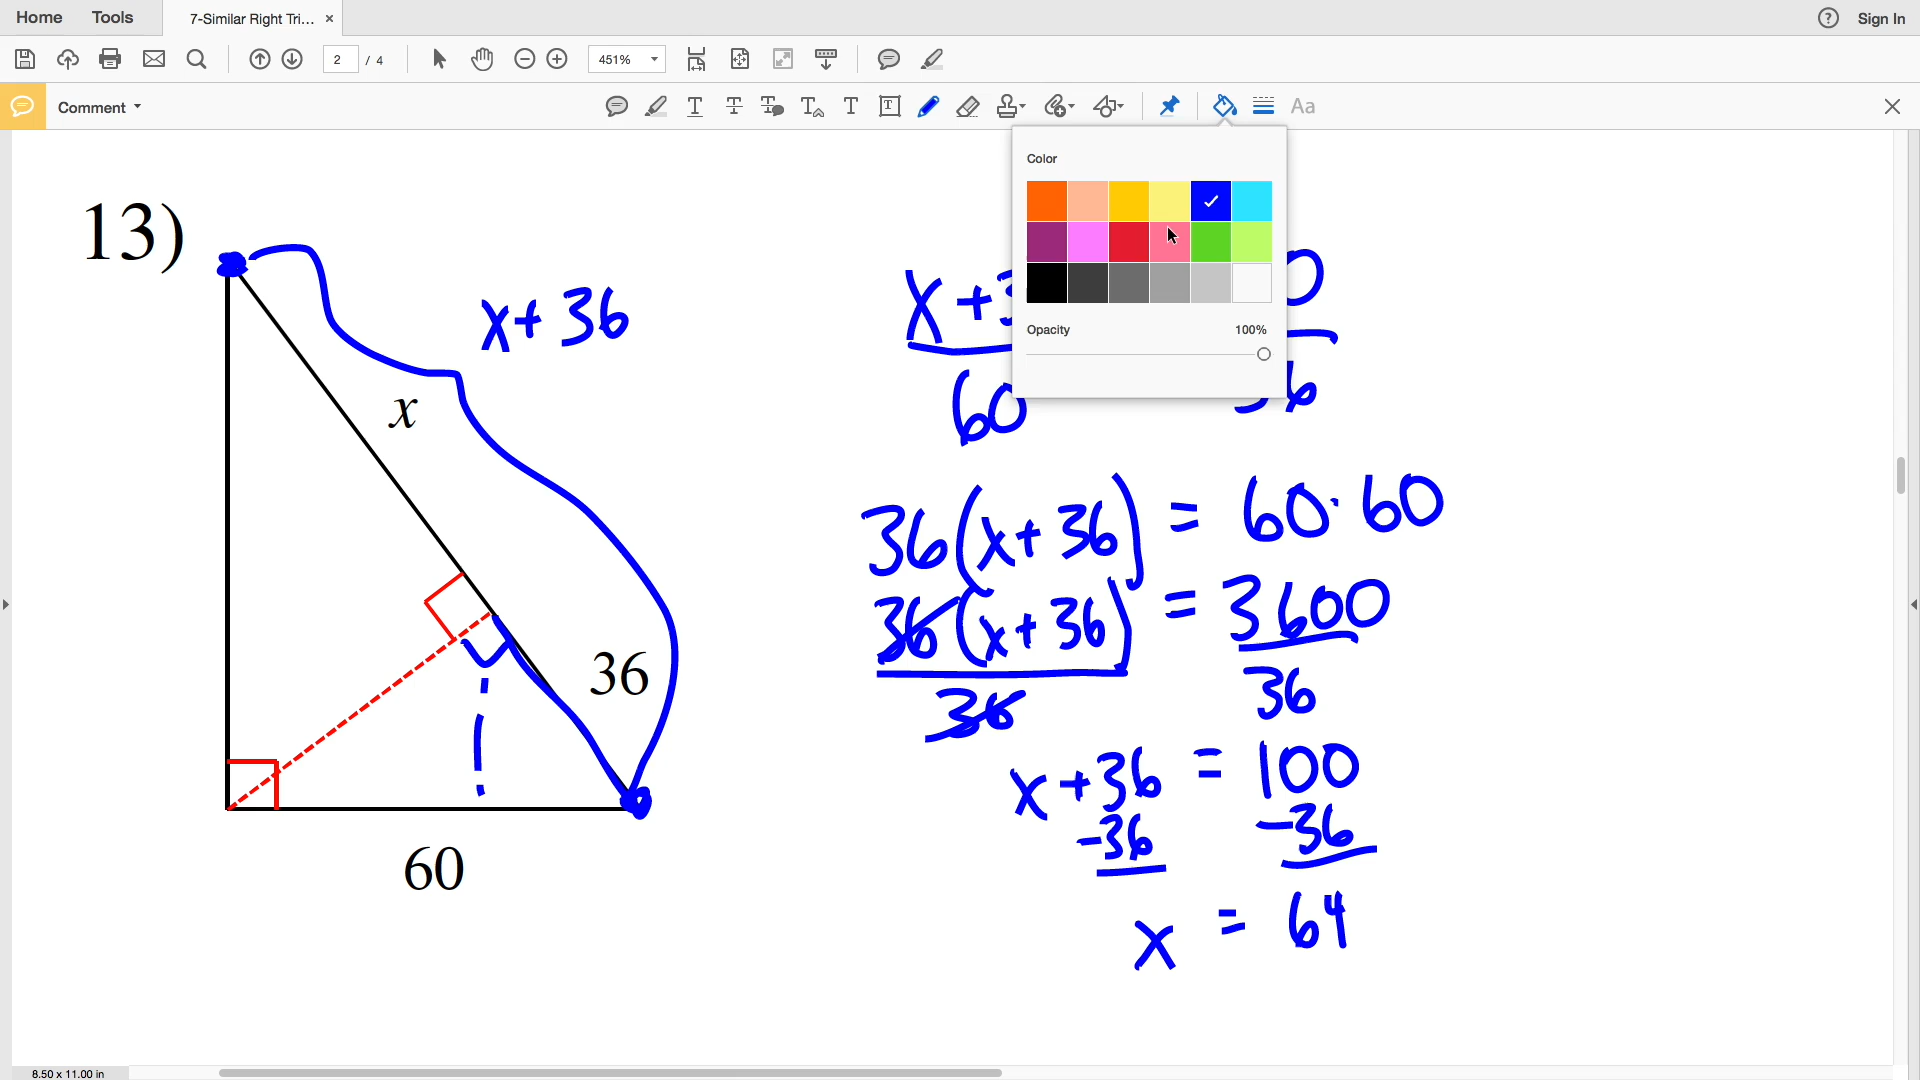 Home Tools 7-Similar Right Tri... × ? Sign In
2 / 4 451%
Comment T T T T T T Aa
Color
Opacity 100%
13)
x + 36
x
36
60
x +
60
36(x + 36) = 60 · 60
36(x + 36) = 3600
36 36
x + 36 = 100
-36 -36
x = 64
8.50 x 11.00 in